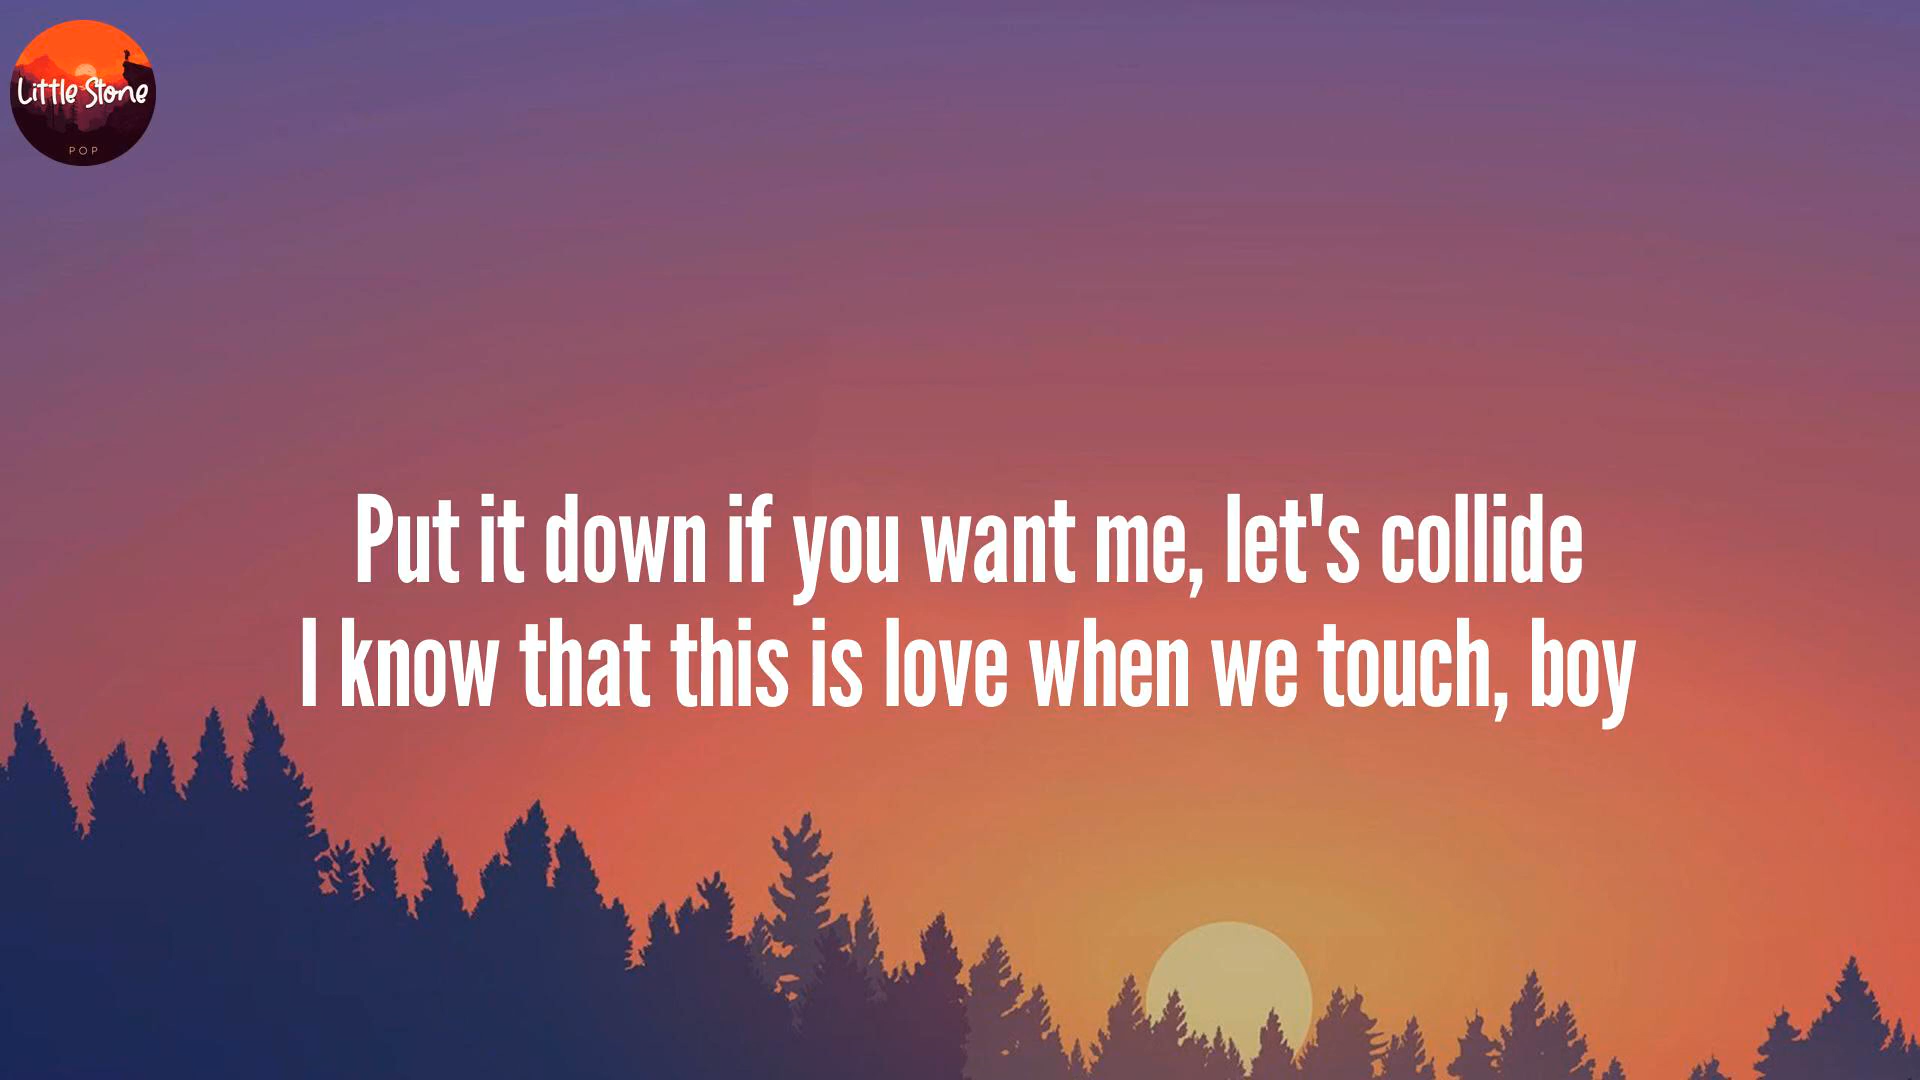 Little Stone
POP
Put it down if you want me, let's collide
I know that this is love when we touch, boy